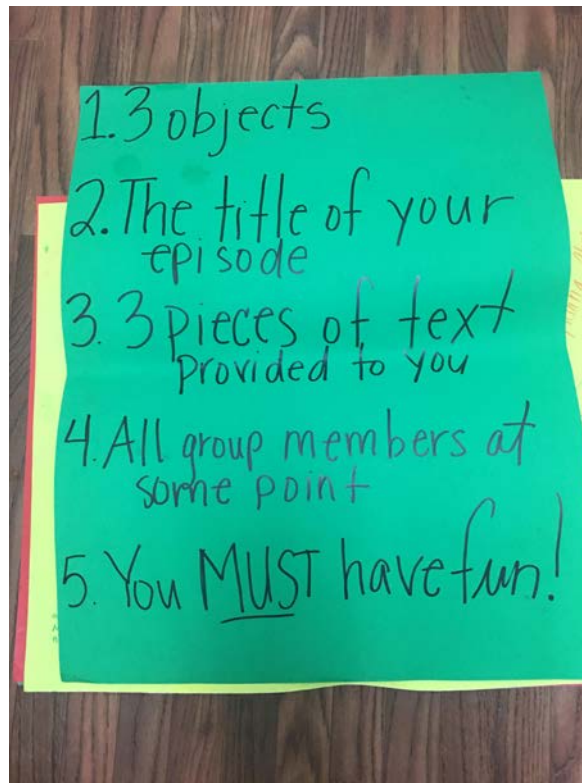 1. 3 objects
2. The title of your
episode
3. 3 pieces of text
provided to you
4. All group members at
some point
5. You MUST have fun!